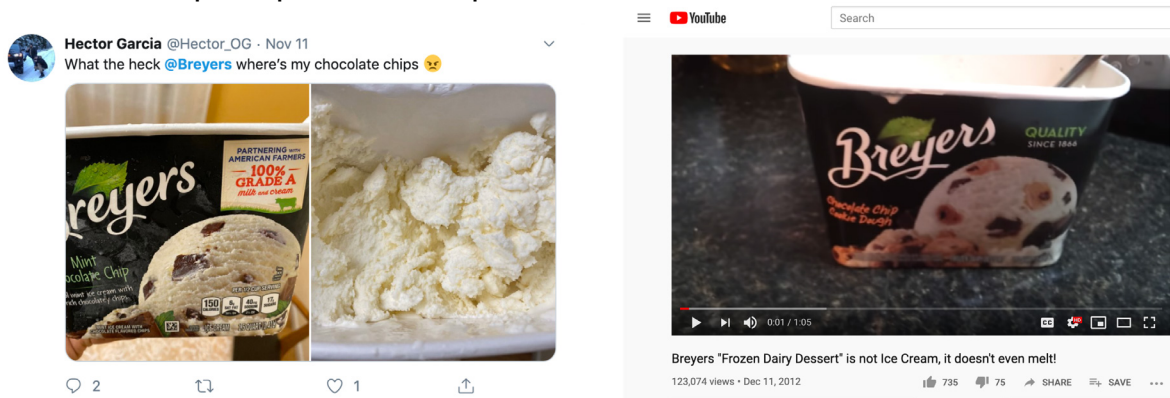 Hector Garcia @Hector_OG · Nov 11
What the heck @Breyers where's my chocolate chips
PARTNERING WITH
AMERICAN FARMERS
100%
GRADE A
milk and cream
reyers
Mint
ocolate Chip
150
2
1
YouTube
Search
Breyers
QUALITY
SINCE 1866
Chocolate Chip
Cookie Dough
0:01 / 1:05
CC
HD
Breyers "Frozen Dairy Dessert" is not Ice Cream, it doesn't even melt!
123,074 views • Dec 11, 2012
735
75
SHARE
SAVE